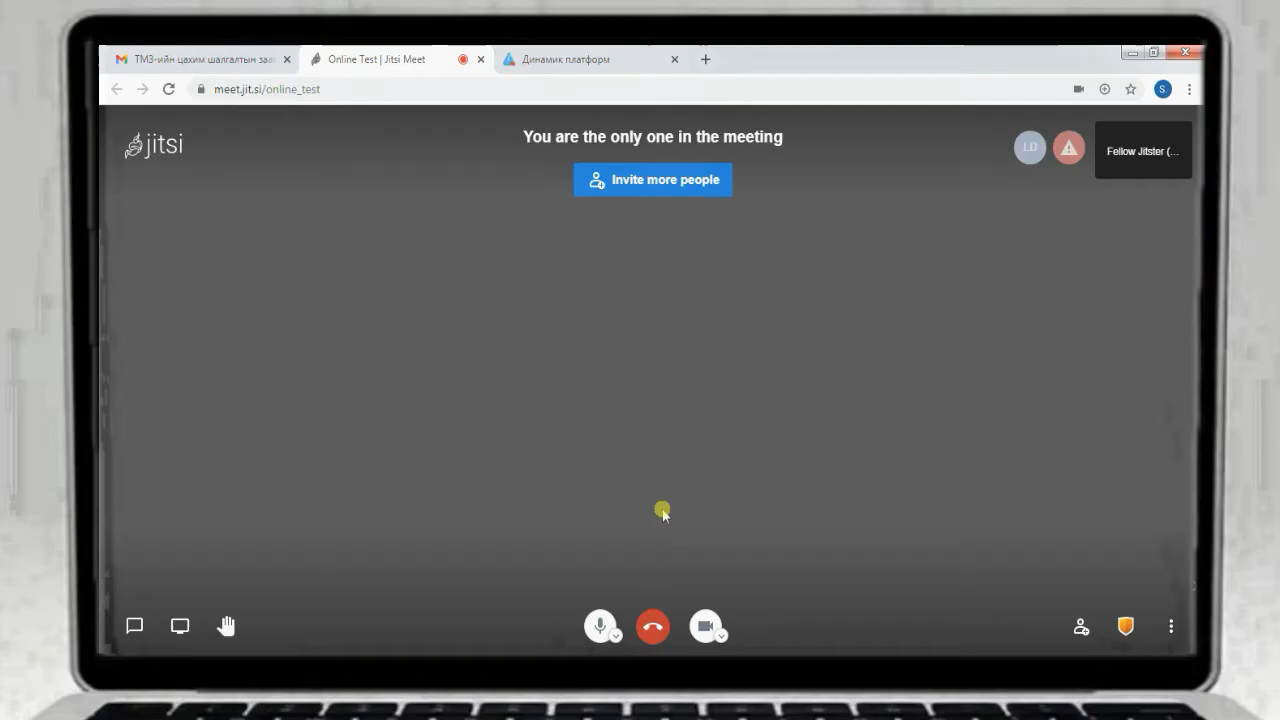 ТМЗ-ийн цахим шалгалтын заа
Online Test | Jitsi Meet
Динамик платформ
meet.jit.si/online_test
S.
jitsi
You are the only one in the meeting
Invite more people
LD
Fellow Jitster (...